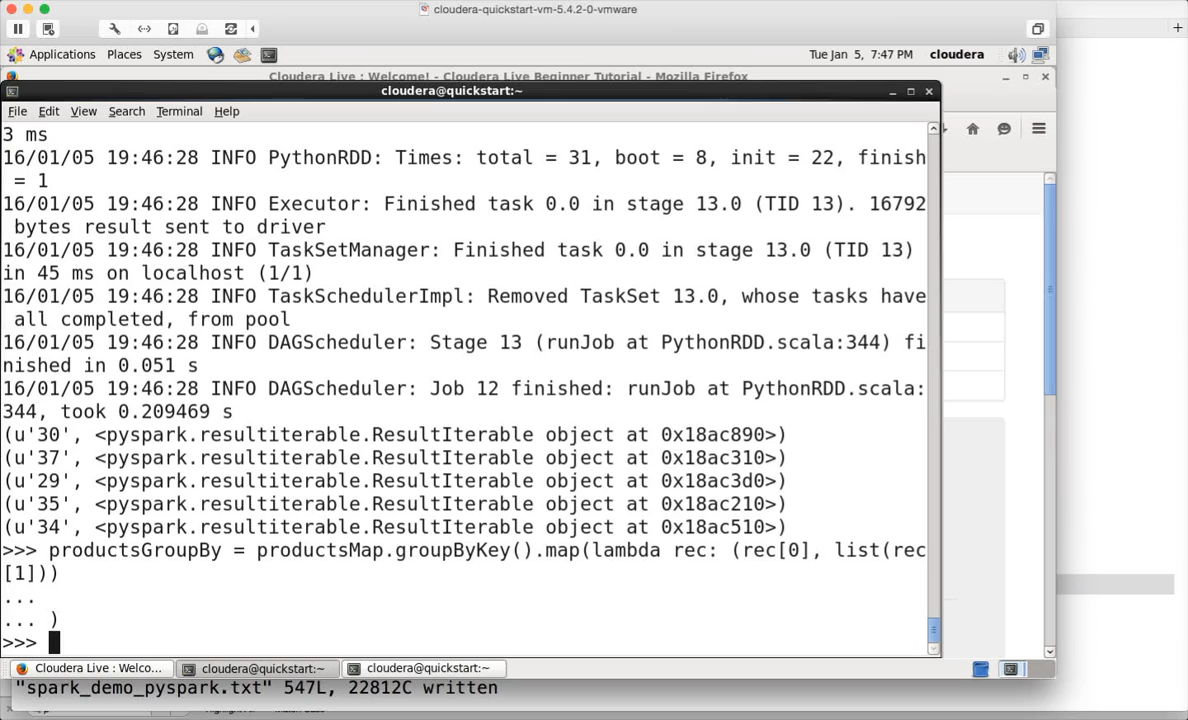 cloudera-quickstart-vm-5.4.2-0-vmware
Applications Places System Tue Jan 5, 7:47 PM cloudera
Cloudera Live : Welcome! - Cloudera Live Beginner Tutorial - Mozilla Firefox
cloudera@quickstart:~
File Edit View Search Terminal Help
3 ms
16/01/05 19:46:28 INFO PythonRDD: Times: total = 31, boot = 8, init = 22, finish
= 1
16/01/05 19:46:28 INFO Executor: Finished task 0.0 in stage 13.0 (TID 13). 16792
bytes result sent to driver
16/01/05 19:46:28 INFO TaskSetManager: Finished task 0.0 in stage 13.0 (TID 13)
in 45 ms on localhost (1/1)
16/01/05 19:46:28 INFO TaskSchedulerImpl: Removed TaskSet 13.0, whose tasks have
all completed, from pool
16/01/05 19:46:28 INFO DAGScheduler: Stage 13 (runJob at PythonRDD.scala:344) fi
nished in 0.051 s
16/01/05 19:46:28 INFO DAGScheduler: Job 12 finished: runJob at PythonRDD.scala:
344, took 0.209469 s
(u'30', <pyspark.resultiterable.ResultIterable object at 0x18ac890>)
(u'37', <pyspark.resultiterable.ResultIterable object at 0x18ac310>)
(u'29', <pyspark.resultiterable.ResultIterable object at 0x18ac3d0>)
(u'35', <pyspark.resultiterable.ResultIterable object at 0x18ac210>)
(u'34', <pyspark.resultiterable.ResultIterable object at 0x18ac510>)
>>> productsGroupBy = productsMap.groupByKey().map(lambda rec: (rec[0], list(rec
[1]))
...
... )
>>>
Cloudera Live : Welco... cloudera@quickstart:~ cloudera@quickstart:~
"spark_demo_pyspark.txt" 547L, 22812C written